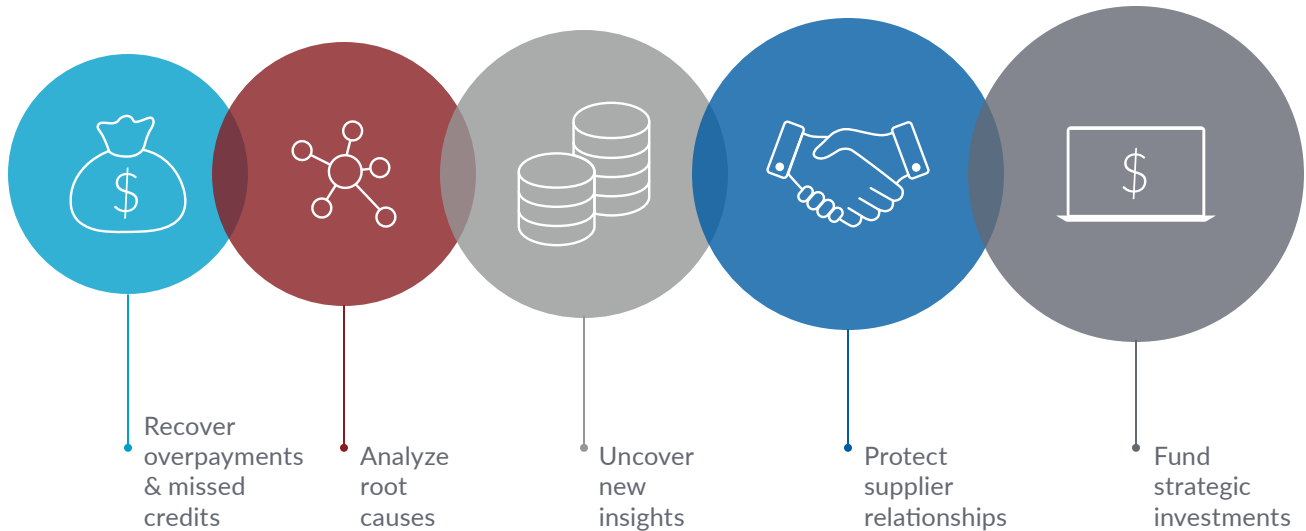 $
$
Recover
overpayments
& missed
credits
Analyze
root
causes
Uncover
new
insights
Protect
supplier
relationships
Fund
strategic
investments